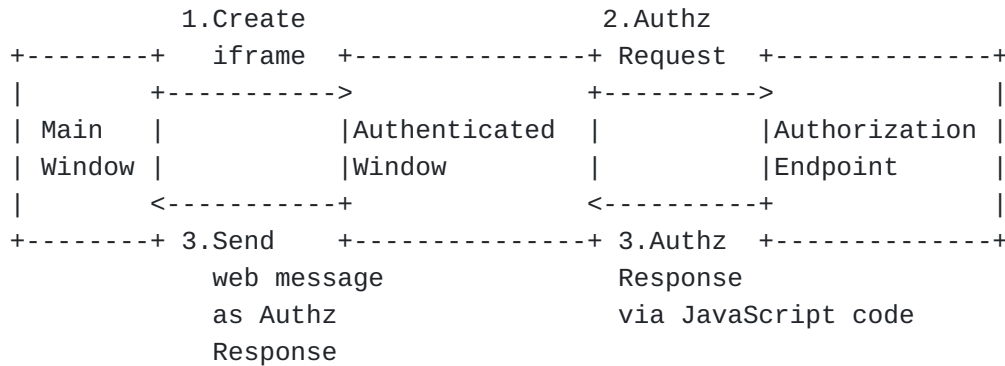 1.Create                   2.Authz
+--------+   iframe  +---------------+ Request  +--------------+
|        +----------->               +---------->              |
| Main   |           |Authenticated  |          |Authorization |
| Window |           |Window         |          |Endpoint      |
|        <-----------+               <----------+              |
+--------+ 3.Send    +---------------+ 3.Authz  +--------------+
             web message               Response
             as Authz                  via JavaScript code
             Response